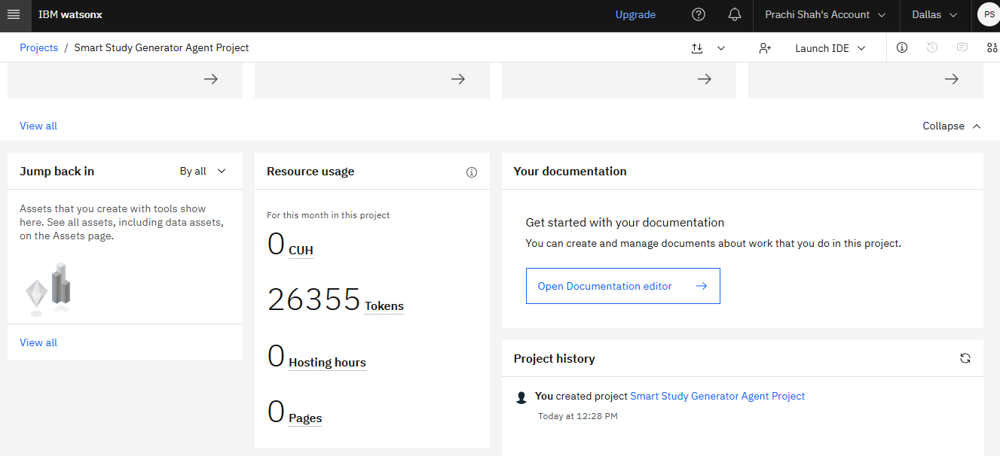 IBM watsonx
Upgrade
Prachi Shah's Account
Dallas
PS
Projects / Smart Study Generator Agent Project
Launch IDE
View all
Collapse
Jump back in
By all
Assets that you create with tools show
here. See all assets, including data assets,
on the Assets page.
View all
Resource usage
For this month in this project
0 CUH
26355 Tokens
0 Hosting hours
0 Pages
Your documentation
Get started with your documentation
You can create and manage documents about work that you do in this project.
Open Documentation editor
Project history
You created project Smart Study Generator Agent Project
Today at 12:28 PM